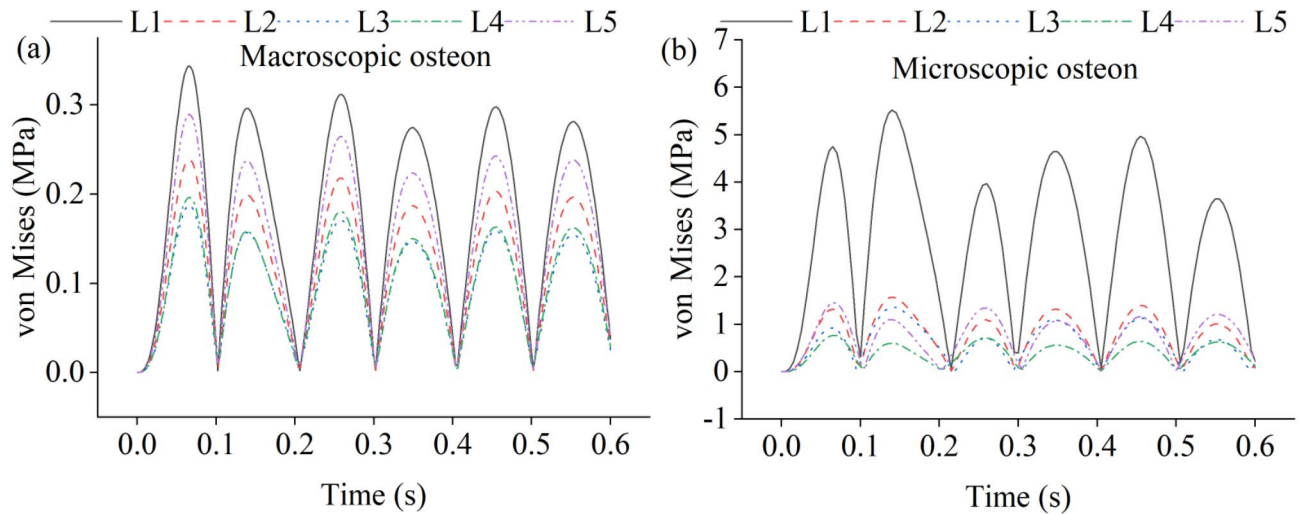 L1 L2 L3 L4 L5
(a)
Macroscopic osteon
von Mises (MPa)
0.3
0.2
0.1
0.0
0.0 0.1 0.2 0.3 0.4 0.5 0.6
Time (s)
L1 L2 L3 L4 L5
(b)
Microscopic osteon
von Mises (MPa)
7
6
5
4
3
2
1
0
-1
0.0 0.1 0.2 0.3 0.4 0.5 0.6
Time (s)